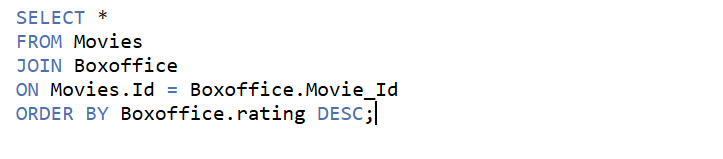 SELECT *
FROM Movies
JOIN Boxoffice
ON Movies.Id = Boxoffice.Movie_Id
ORDER BY Boxoffice.rating DESC;